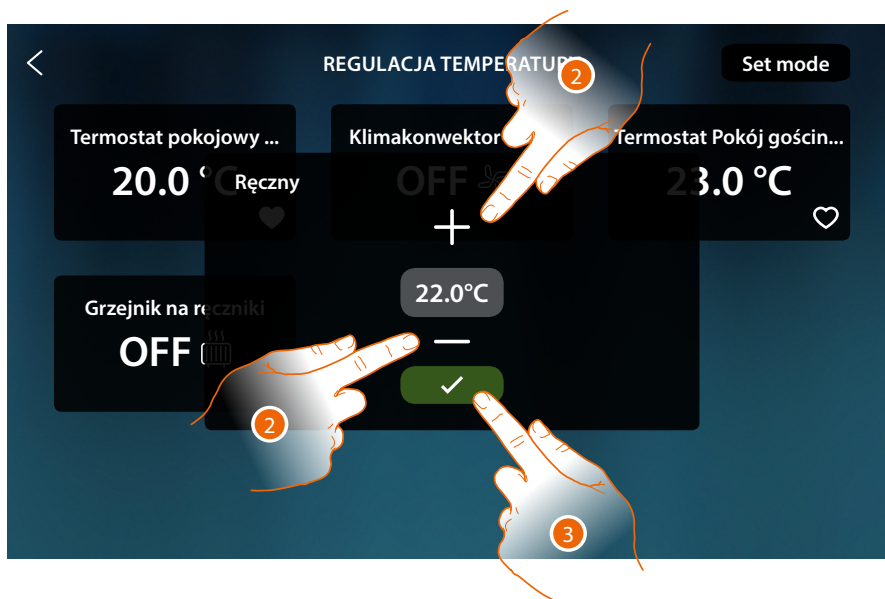 REGULACJA TEMPERATU
Set mode
Termostat pokojowy ...
20.0 °C
Klimakonwektor
OFF
Termostat Pokój gościn...
23.0 °C
Ręczny
22.0°C
Grzejnik na ręczniki
OFF
2
2
3